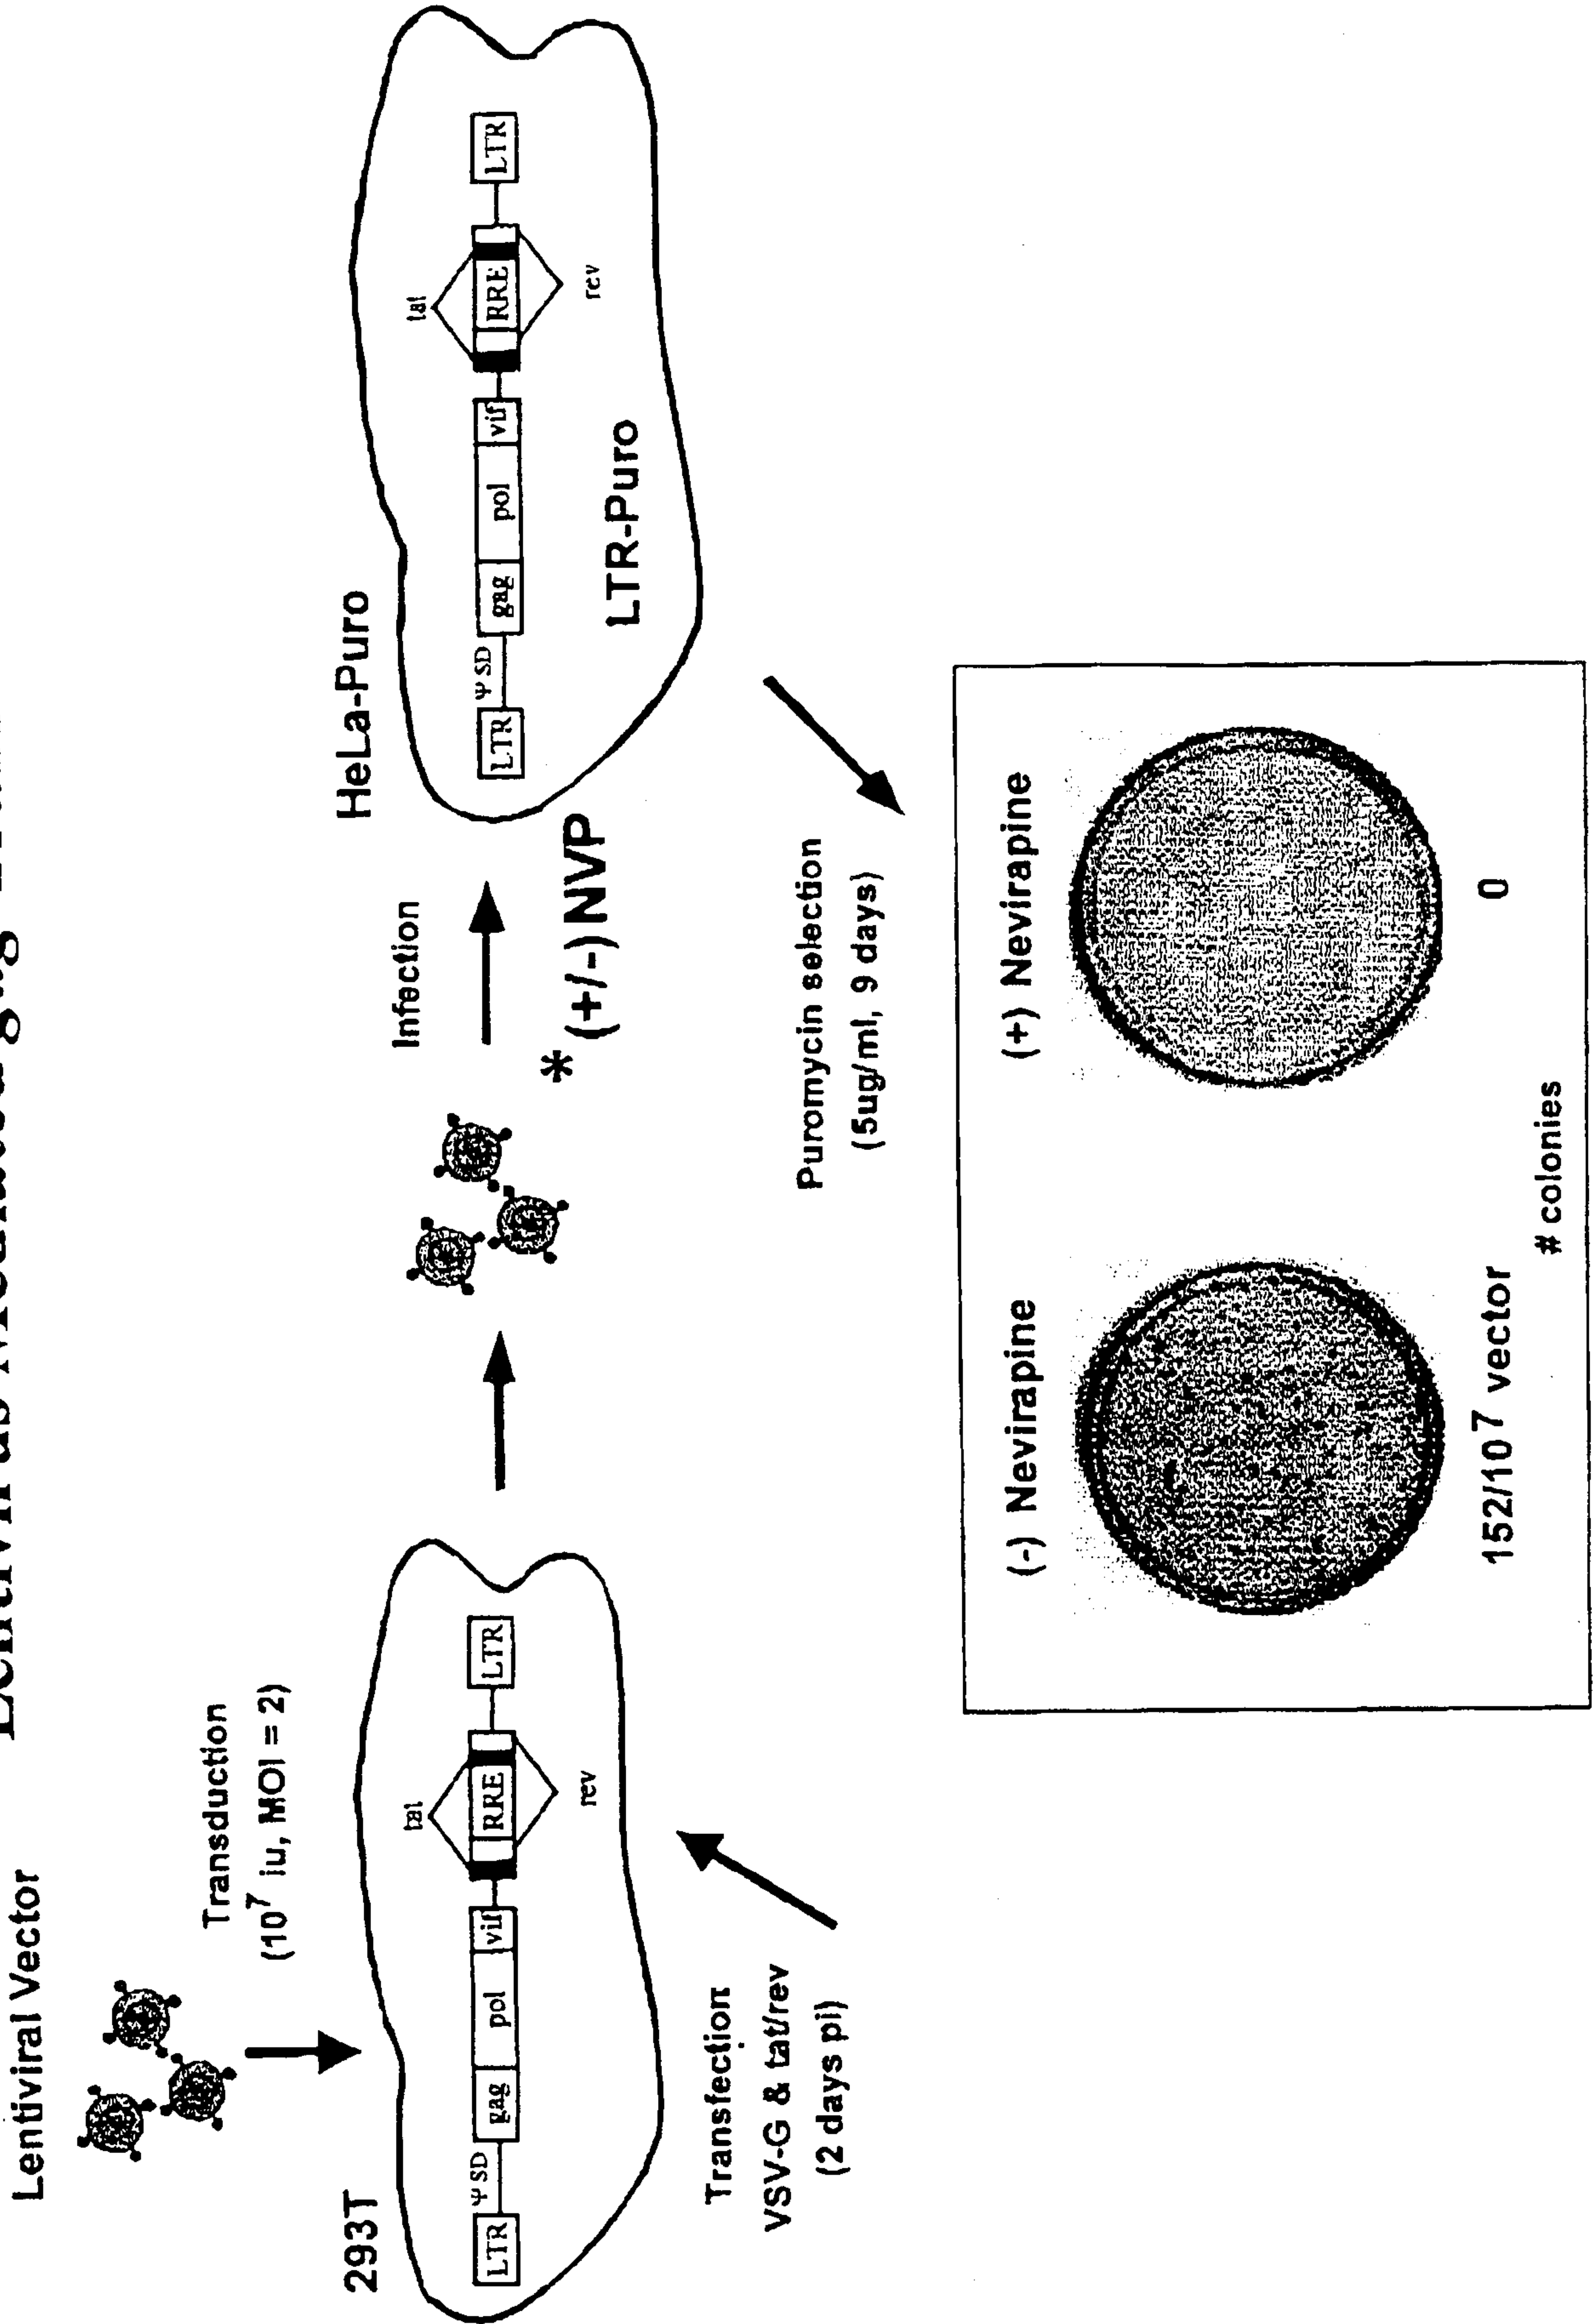 Lentiviral Vector
Transduction
(10⁷ iu, MOI = 2)
293T
LTR
Ψ SD
gag
pol
vif
tat
RRE
rev
LTR
Transfection
VSV-G & tat/rev
(2 days pi)
Infection
*(+/-) NVP
HeLa-Puro
LTR
Ψ SD
gag
pol
vif
tat
RRE
rev
LTR
LTR-Puro
Puromycin selection
(5ug/ml, 9 days)
(-) Nevirapine
(+) Nevirapine
152/10⁷ vector
0
# colonies